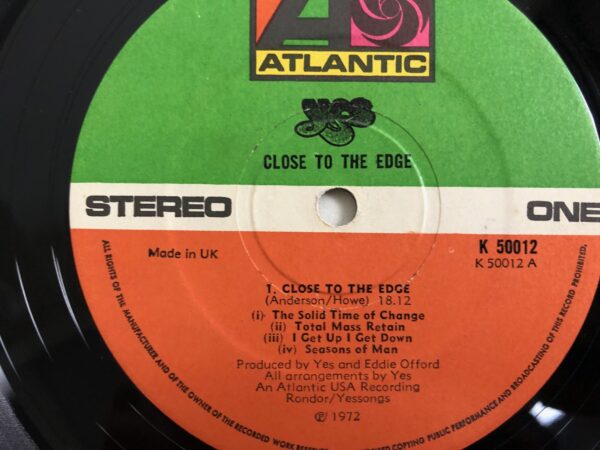 ATLANTIC
yes
CLOSE TO THE EDGE
STEREO
ONE
Made in UK
K 50012
K 50012 A
1. CLOSE TO THE EDGE
(Anderson/Howe) 18.12
(i) The Solid Time of Change
(ii) Total Mass Retain
(iii) I Get Up I Get Down
(iv) Seasons of Man
Produced by Yes and Eddie Offord
All arrangements by Yes
An Atlantic USA Recording
Rondor/Yessongs
Ⓟ 1972
ALL RIGHTS OF THE MANUFACTURER AND OF THE OWNER OF THE RECORDED WORK RESERVED COPYING PUBLIC PERFORMANCE AND BROADCASTING OF THIS RECORD PROHIBITED.